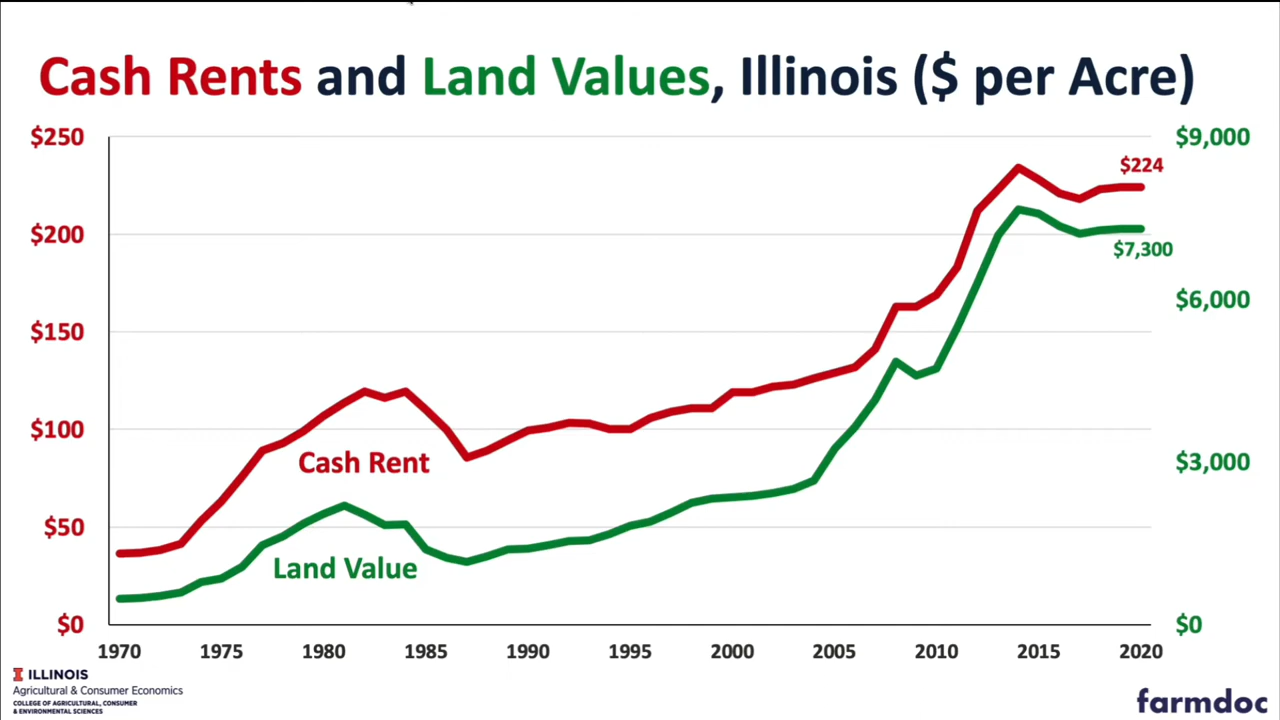 Cash Rents and Land Values, Illinois ($ per Acre)
$250
$9,000
$224
$200
$7,300
$6,000
$150
$100
Cash Rent
$3,000
$50
Land Value
$0
$0
1970 1975 1980 1985 1990 1995 2000 2005 2010 2015 2020
I ILLINOIS
Agricultural & Consumer Economics
COLLEGE OF AGRICULTURAL, CONSUMER
& ENVIRONMENTAL SCIENCES
farmdoc